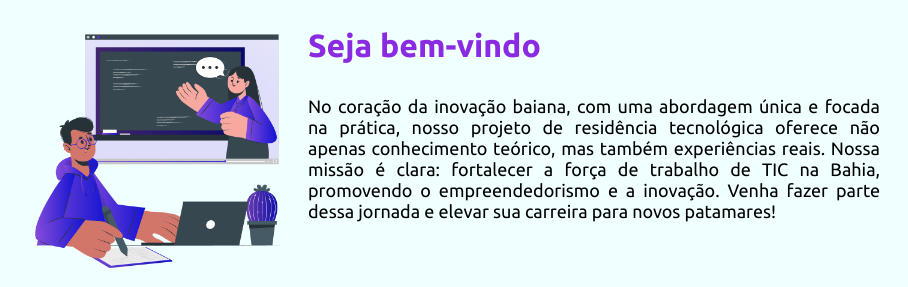 Seja bem-vindo
No coração da inovação baiana, com uma abordagem única e focada
na prática, nosso projeto de residência tecnológica oferece não
apenas conhecimento teórico, mas também experiências reais. Nossa
missão é clara: fortalecer a força de trabalho de TIC na Bahia,
promovendo o empreendedorismo e a inovação. Venha fazer parte
dessa jornada e elevar sua carreira para novos patamares!